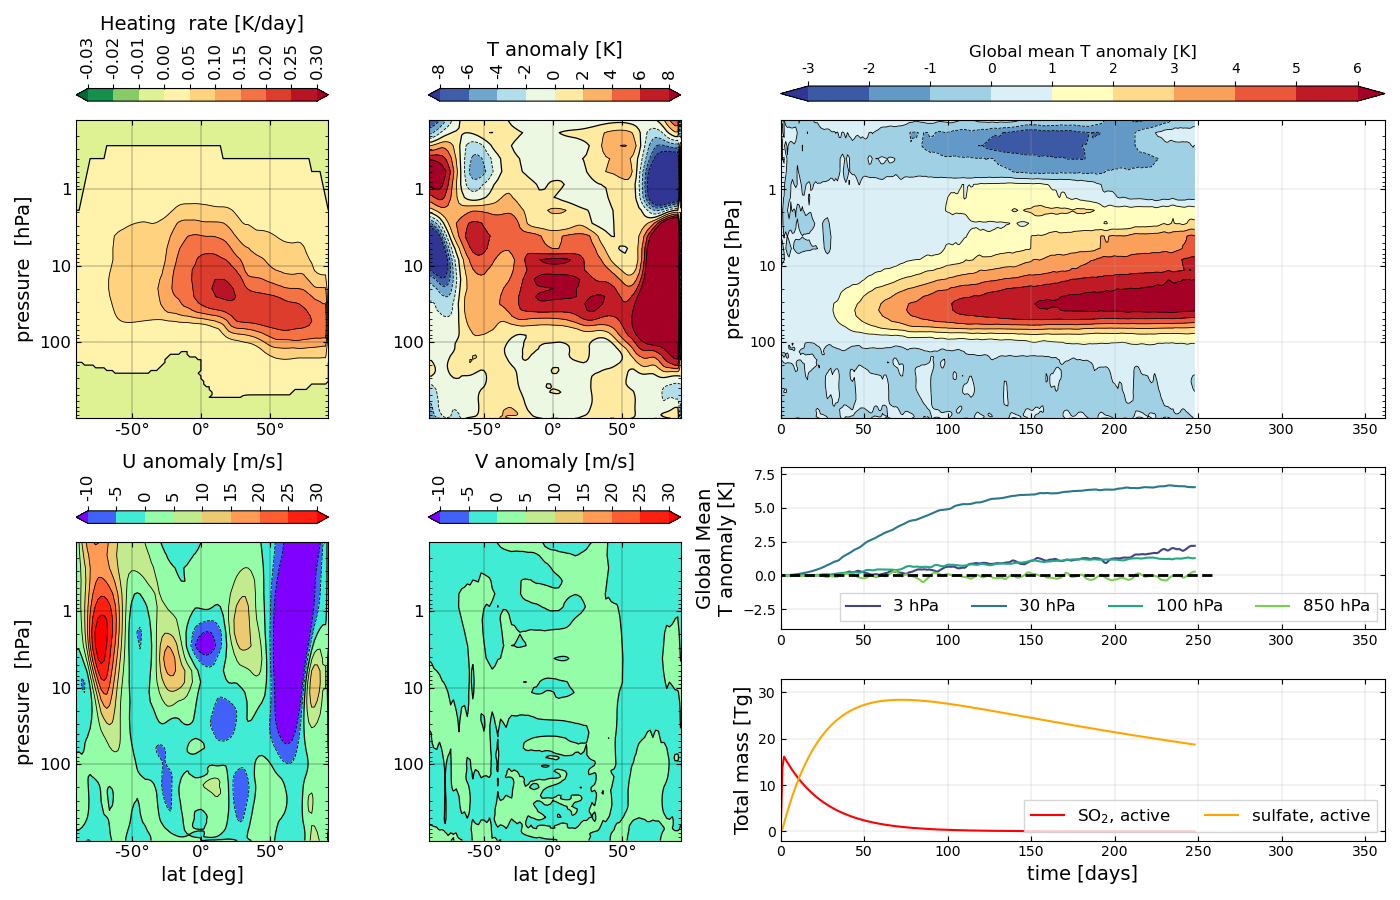 Heating  rate [K/day]
-0.03 -0.02 -0.01 0.00 0.05 0.10 0.15 0.20 0.25 0.30
T anomaly [K]
-8 -6 -4 -2 0 2 4 6 8
Global mean T anomaly [K]
-3 -2 -1 0 1 2 3 4 5 6
pressure  [hPa]
1
10
100
-50° 0° 50°
1
10
100
-50° 0° 50°
pressure  [hPa]
1
10
100
0 50 100 150 200 250 300 350
U anomaly [m/s]
-10 -5 0 5 10 15 20 25 30
V anomaly [m/s]
-10 -5 0 5 10 15 20 25 30
Global Mean
T anomaly [K]
7.5
5.0
2.5
0.0
−2.5
3 hPa 30 hPa 100 hPa 850 hPa
0 50 100 150 200 250 300 350
pressure  [hPa]
1
10
100
-50° 0° 50°
lat [deg]
1
10
100
-50° 0° 50°
lat [deg]
Total mass [Tg]
30
20
10
0
SO₂, active sulfate, active
0 50 100 150 200 250 300 350
time [days]